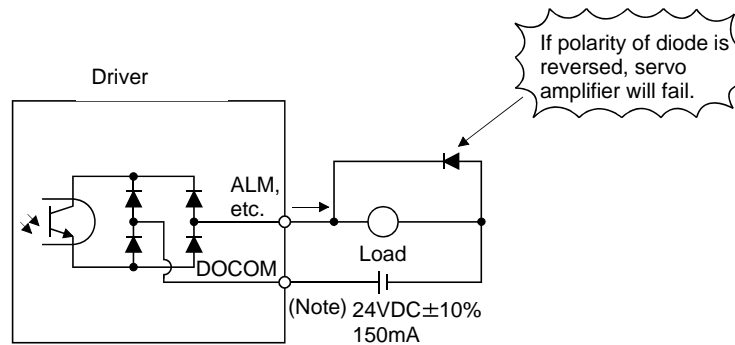 If polarity of diode is
reversed, servo
amplifier will fail.
Driver
ALM,
etc.
Load
DOCOM
(Note) 24VDC±10%
150mA